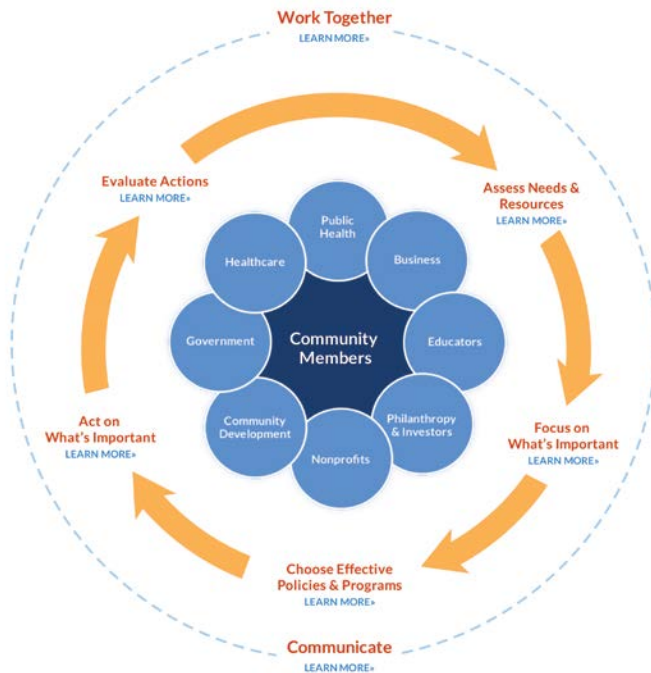 Work Together
LEARN MORE»
Evaluate Actions
LEARN MORE»
Assess Needs &
Resources
LEARN MORE»
Public
Health
Healthcare
Business
Government
Community
Members
Educators
Community
Development
Philanthropy
& Investors
Nonprofits
Act on
What's Important
LEARN MORE»
Focus on
What's Important
LEARN MORE»
Choose Effective
Policies & Programs
LEARN MORE»
Communicate
LEARN MORE»